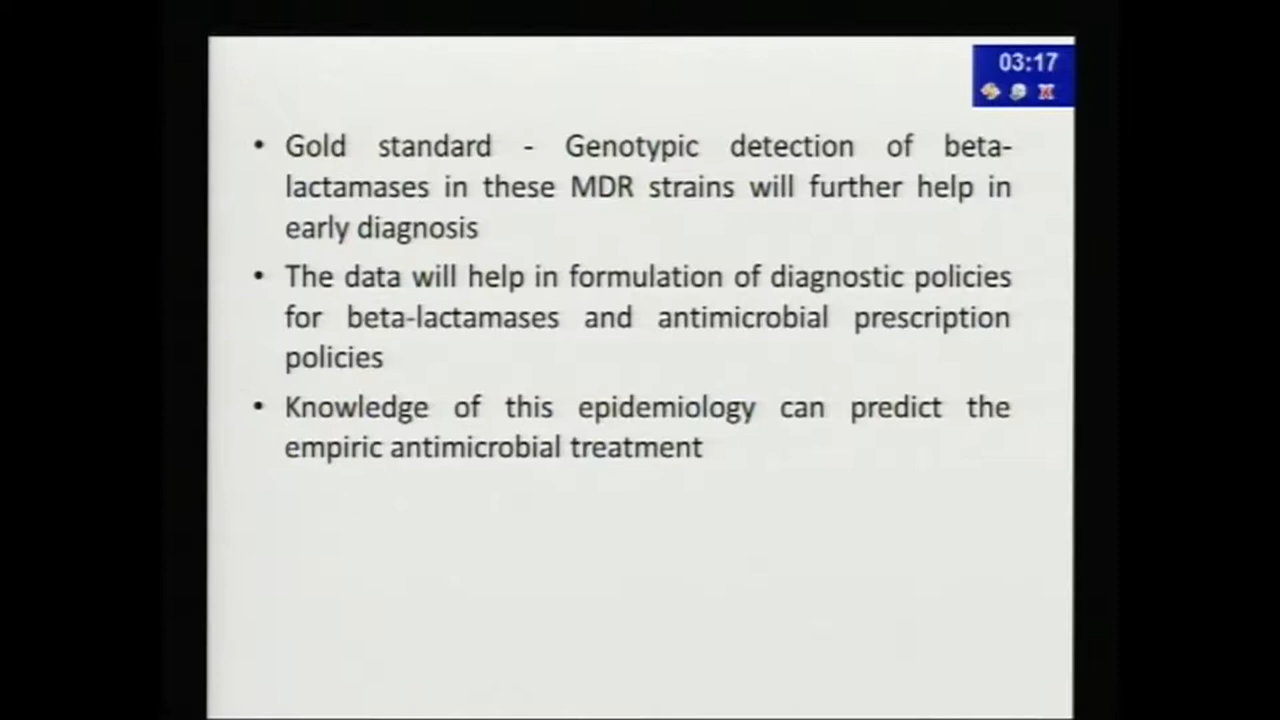 03:17
• Gold standard - Genotypic detection of beta-
lactamases in these MDR strains will further help in
early diagnosis
• The data will help in formulation of diagnostic policies
for beta-lactamases and antimicrobial prescription
policies
• Knowledge of this epidemiology can predict the
empiric antimicrobial treatment